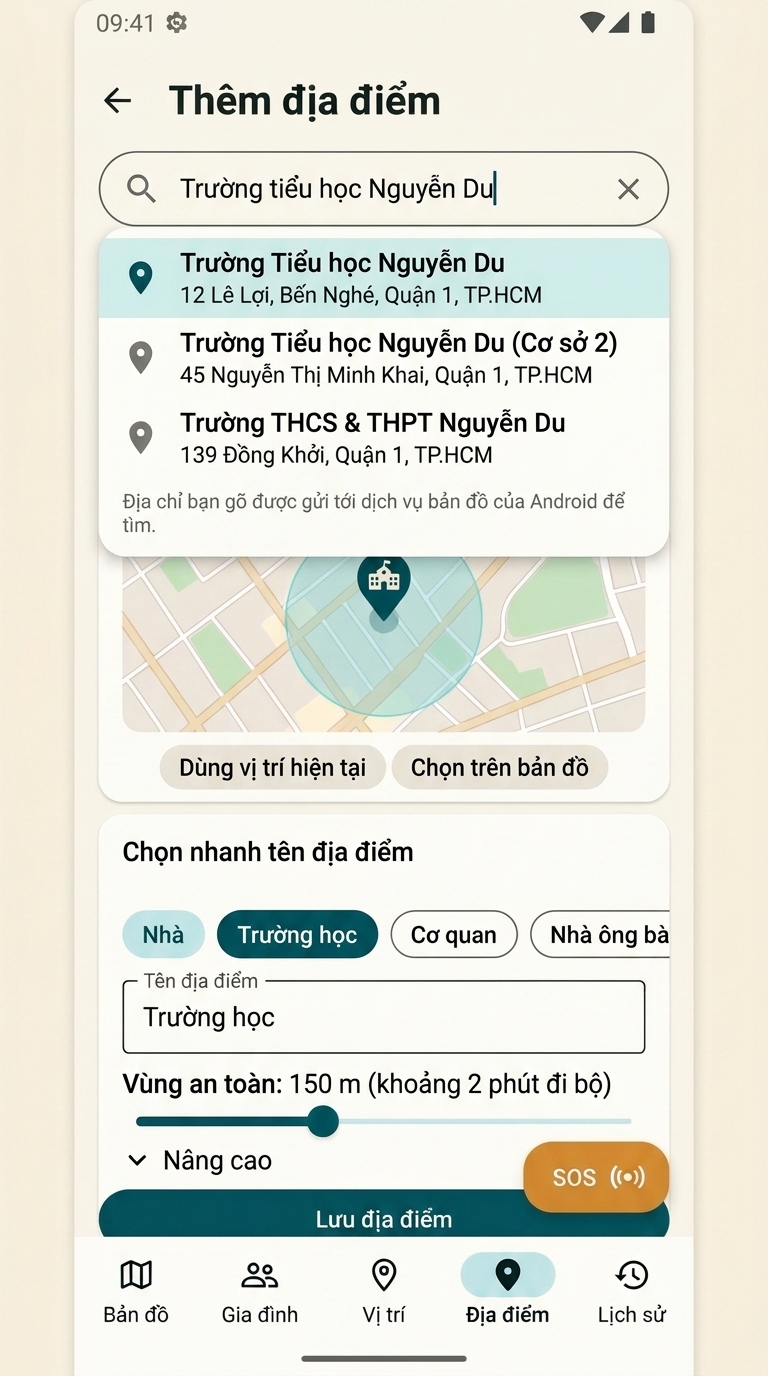 09:41
Thêm địa điểm
Trường tiểu học Nguyễn Du
Trường Tiểu học Nguyễn Du
12 Lê Lợi, Bến Nghé, Quận 1, TP.HCM
Trường Tiểu học Nguyễn Du (Cơ sở 2)
45 Nguyễn Thị Minh Khai, Quận 1, TP.HCM
Trường THCS & THPT Nguyễn Du
139 Đồng Khởi, Quận 1, TP.HCM
Địa chỉ bạn gõ được gửi tới dịch vụ bản đồ của Android để
tìm.
Dùng vị trí hiện tại
Chọn trên bản đồ
Chọn nhanh tên địa điểm
Nhà
Trường học
Cơ quan
Nhà ông bà
Tên địa điểm
Trường học
Vùng an toàn: 150 m (khoảng 2 phút đi bộ)
Nâng cao
SOS
Lưu địa điểm
Bản đồ
Gia đình
Vị trí
Địa điểm
Lịch sử